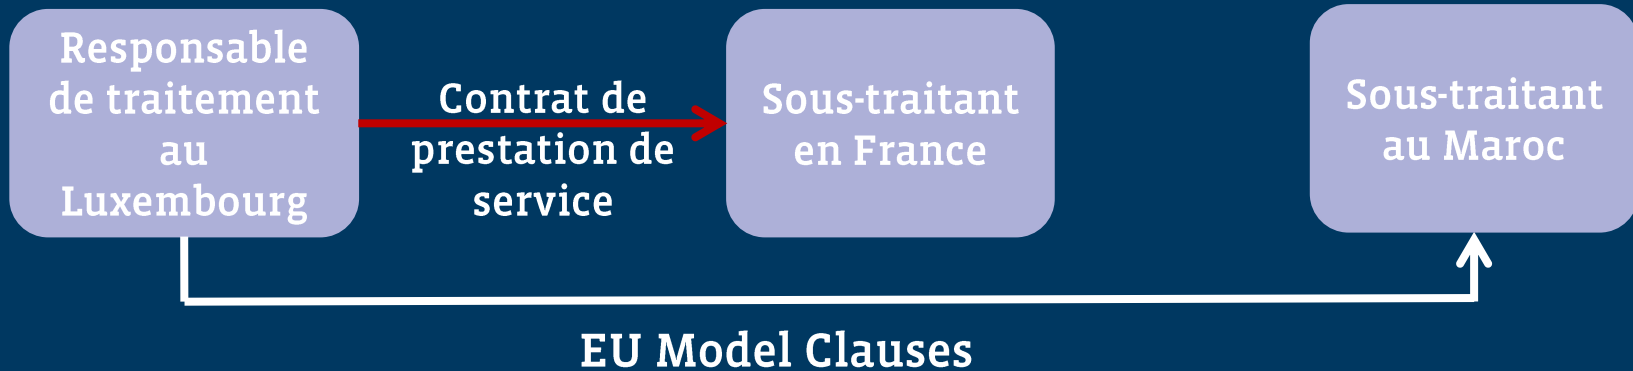 Responsable
de traitement
au
Luxembourg
Contrat de
prestation de
service
Sous-traitant
en France
Sous-traitant
au Maroc
EU Model Clauses